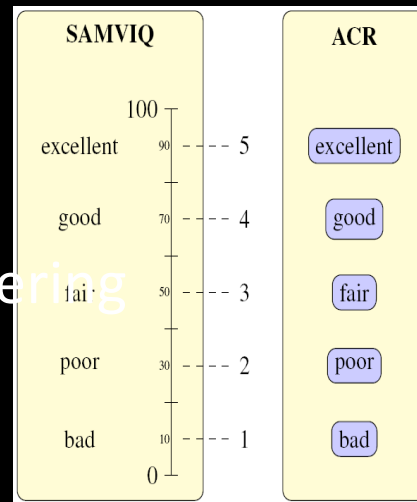 SAMVIQ ACR
100
excellent 90 5 excellent
good 70 4 good
ering
fair 50 3 fair
poor 30 2 poor
bad 10 1 bad
0